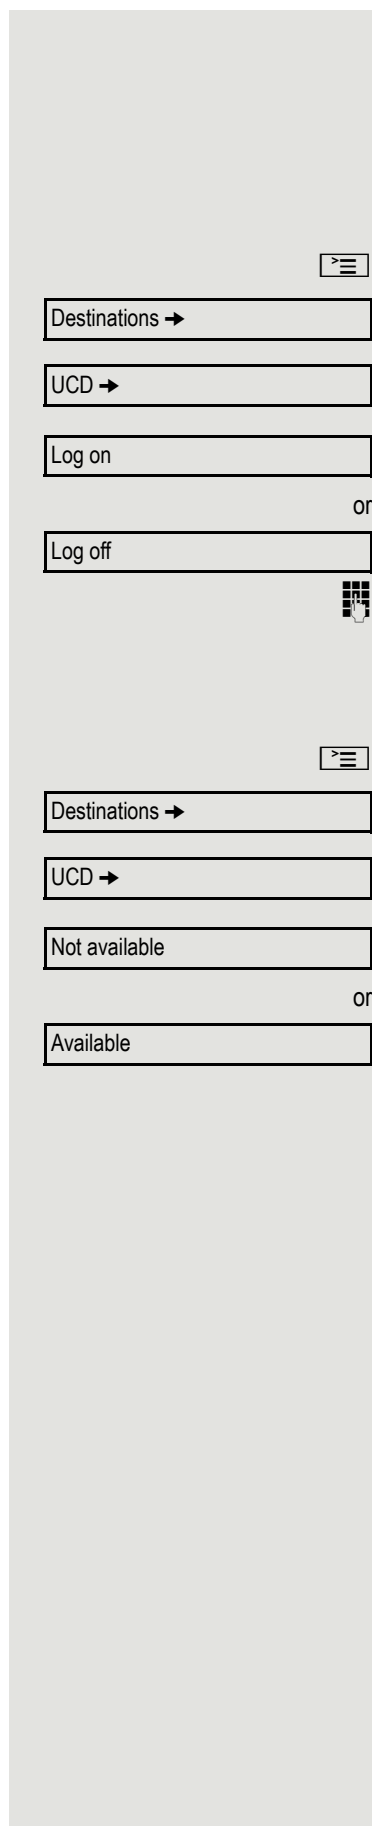 Destinations →
UCD →
Log on
or
Log off
Destinations →
UCD →
Not available
or
Available